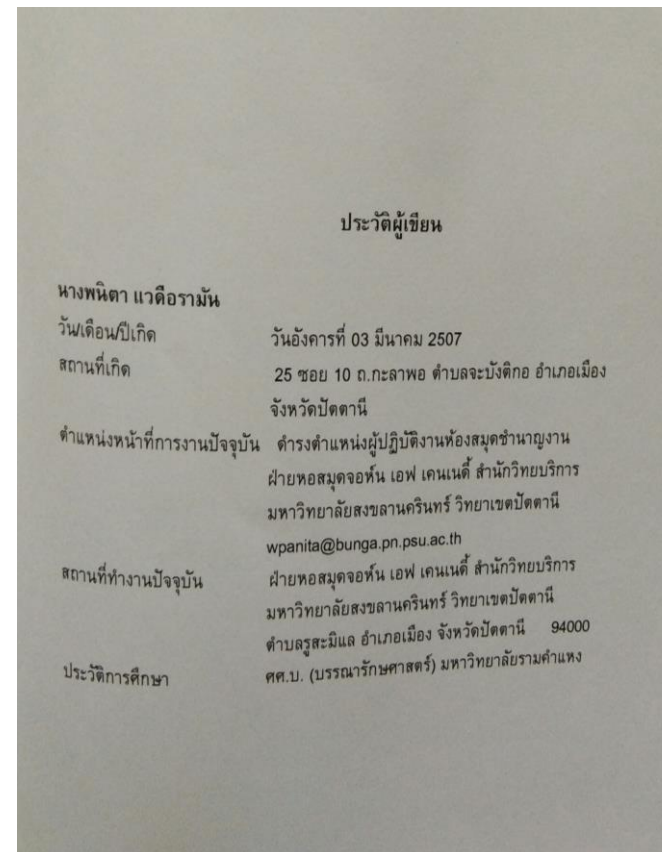 ประวัติผู้เขียน
นางพนิตา แวดือรามัน
วัน/เดือน/ปีเกิด วันอังคารที่ 03 มีนาคม 2507
สถานที่เกิด 25 ซอย 10 ถ.กะลาพอ ตำบลจะบังติกอ อำเภอเมือง
จังหวัดปัตตานี
ตำแหน่งหน้าที่การงานปัจจุบัน ดำรงตำแหน่งผู้ปฏิบัติงานห้องสมุดชำนาญงาน
ฝ่ายหอสมุดจอห์น เอฟ เคนเนดี้ สำนักวิทยบริการ
มหาวิทยาลัยสงขลานครินทร์ วิทยาเขตปัตตานี
wpanita@bunga.pn.psu.ac.th
สถานที่ทำงานปัจจุบัน ฝ่ายหอสมุดจอห์น เอฟ เคนเนดี้ สำนักวิทยบริการ
มหาวิทยาลัยสงขลานครินทร์ วิทยาเขตปัตตานี
ตำบลรูสะมิแล อำเภอเมือง จังหวัดปัตตานี 94000
ประวัติการศึกษา ศศ.บ. (บรรณารักษศาสตร์) มหาวิทยาลัยรามคำแหง